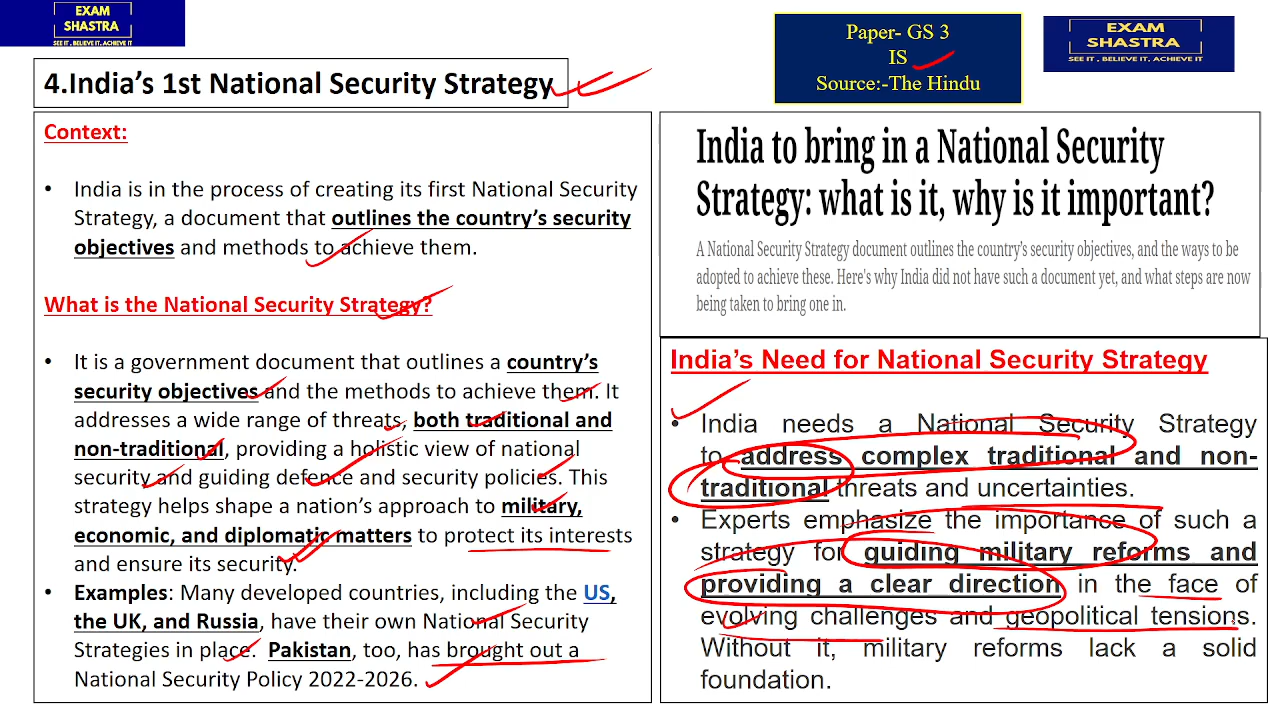 EXAM
SHASTRA
SEE IT , BELIEVE IT, ACHIEVE IT
Paper- GS 3
IS
Source:-The Hindu
EXAM
SHASTRA
SEE IT , BELIEVE IT, ACHIEVE IT
4.India's 1st National Security Strategy
Context:
• India is in the process of creating its first National Security
Strategy, a document that outlines the country's security
objectives and methods to achieve them.
What is the National Security Strategy?
• It is a government document that outlines a country's
security objectives and the methods to achieve them. It
addresses a wide range of threats, both traditional and
non-traditional, providing a holistic view of national
security and guiding defence and security policies. This
strategy helps shape a nation's approach to military,
economic, and diplomatic matters to protect its interests
and ensure its security.
• Examples: Many developed countries, including the US,
the UK, and Russia, have their own National Security
Strategies in place. Pakistan, too, has brought out a
National Security Policy 2022-2026.
India to bring in a National Security
Strategy: what is it, why is it important?
A National Security Strategy document outlines the country's security objectives, and the ways to be
adopted to achieve these. Here's why India did not have such a document yet, and what steps are now
being taken to bring one in.
India's Need for National Security Strategy
• India needs a National Security Strategy
to address complex traditional and non-
traditional threats and uncertainties.
• Experts emphasize the importance of such a
strategy for guiding military reforms and
providing a clear direction in the face of
evolving challenges and geopolitical tensions.
Without it, military reforms lack a solid
foundation.